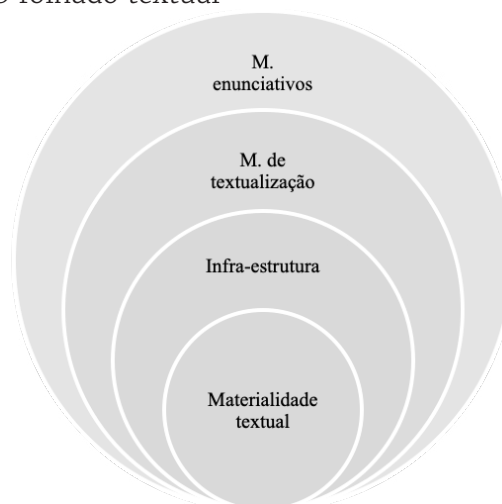 O folhado textual
M.
enunciativos
M. de
textualização
Infra-estrutura
Materialidade
textual